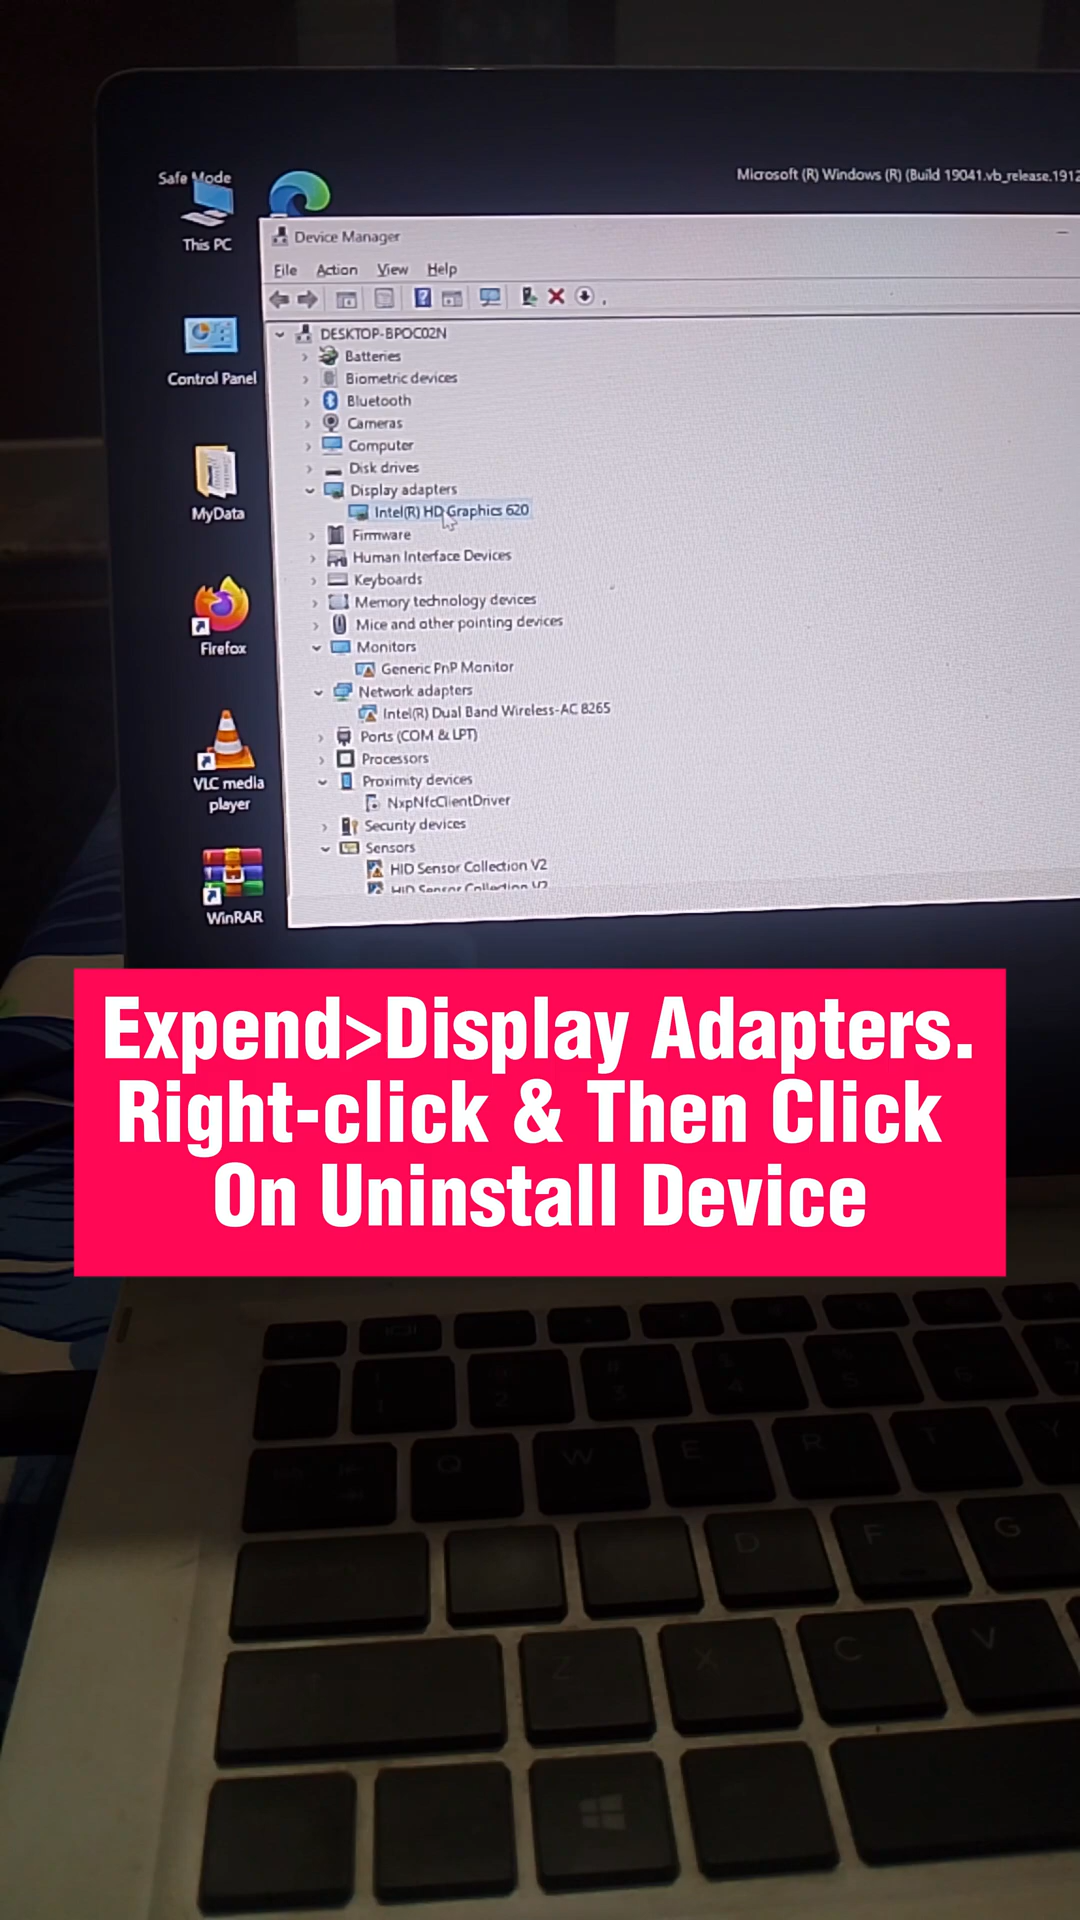 Safe Mode
Microsoft (R) Windows (R) (Build 19041.vb_release.1912
This PC
Device Manager
File Action View Help
DESKTOP-BPOC02N
Batteries
Control Panel
Biometric devices
Bluetooth
Cameras
Computer
Disk drives
Display adapters
MyData
Intel(R) HD Graphics 620
Firmware
Human Interface Devices
Keyboards
Memory technology devices
Mice and other pointing devices
Firefox
Monitors
Generic PnP Monitor
Network adapters
Intel(R) Dual Band Wireless-AC 8265
Ports (COM & LPT)
Processors
VLC media
player
Proximity devices
NxpNfcClientDriver
Security devices
Sensors
HID Sensor Collection V2
HID Sensor Collection V2
WinRAR
Expend>Display Adapters.
Right-click & Then Click
On Uninstall Device
Q W E R T Y
D F G
Z X C V